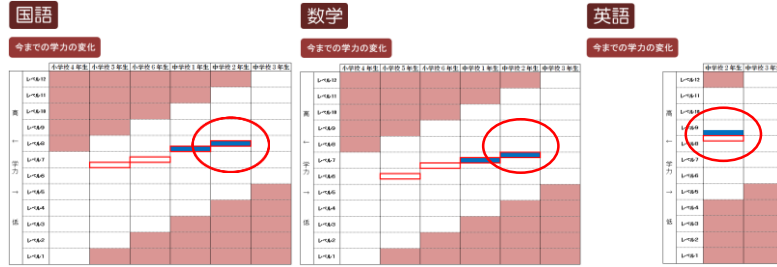 国語
今までの学力の変化
小学校4年生 小学校5年生 小学校6年生 中学校1年生 中学校2年生 中学校3年生
高 ← 学力 → 低
レベル12
レベル11
レベル10
レベル9
レベル8
レベル7
レベル6
レベル5
レベル4
レベル3
レベル2
レベル1
数学
今までの学力の変化
小学校4年生 小学校5年生 小学校6年生 中学校1年生 中学校2年生 中学校3年生
高 ← 学力 → 低
レベル12
レベル11
レベル10
レベル9
レベル8
レベル7
レベル6
レベル5
レベル4
レベル3
レベル2
レベル1
英語
今までの学力の変化
中学校2年生 中学校3年生
高 ← 学力 → 低
レベル12
レベル11
レベル10
レベル9
レベル8
レベル7
レベル6
レベル5
レベル4
レベル3
レベル2
レベル1